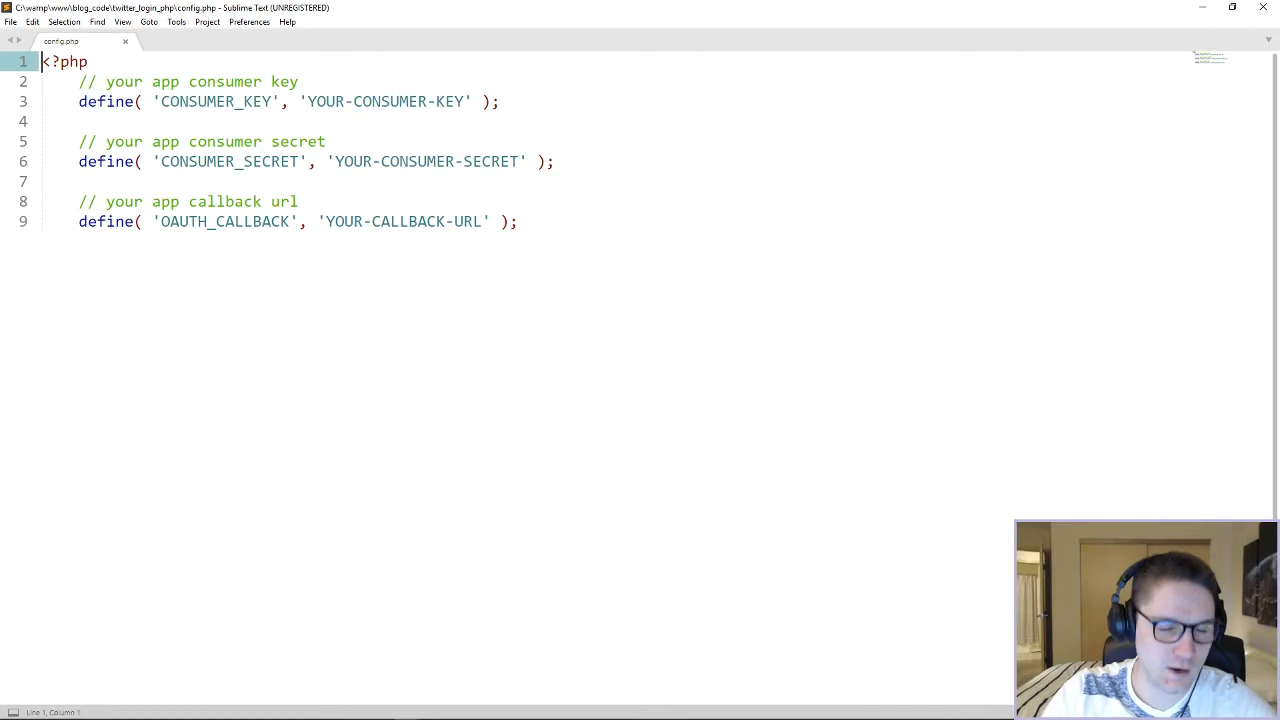 C:\wamp\www\blog_code\twitter_login_php\config.php - Sublime Text (UNREGISTERED)
File Edit Selection Find View Goto Tools Project Preferences Help
config.php
1 <?php
2 // your app consumer key
3 define( 'CONSUMER_KEY', 'YOUR-CONSUMER-KEY' );
4
5 // your app consumer secret
6 define( 'CONSUMER_SECRET', 'YOUR-CONSUMER-SECRET' );
7
8 // your app callback url
9 define( 'OAUTH_CALLBACK', 'YOUR-CALLBACK-URL' );
Line 1, Column 1